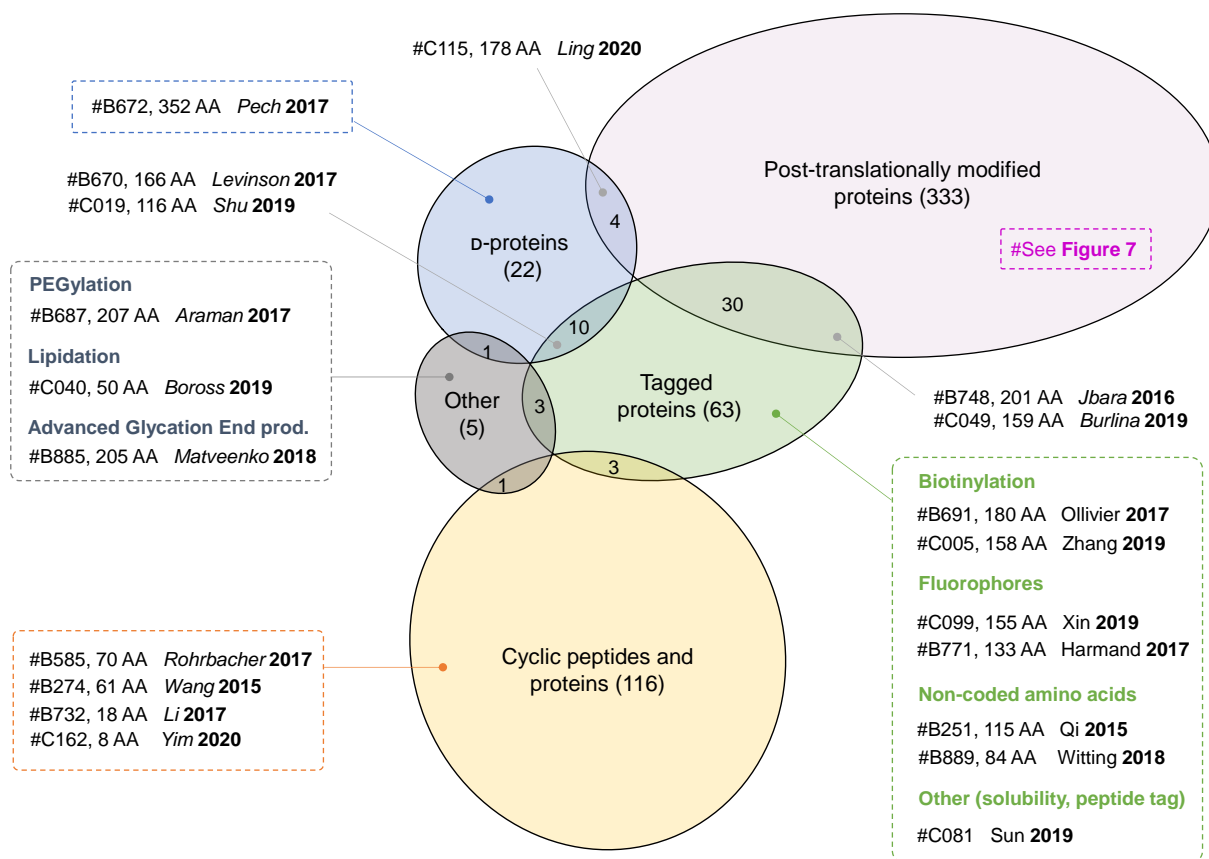 #C115, 178 AA Ling 2020
#B672, 352 AA Pech 2017
#B670, 166 AA Levinson 2017
#C019, 116 AA Shu 2019
PEGylation
#B687, 207 AA Araman 2017
Lipidation
#C040, 50 AA Boross 2019
Advanced Glycation End prod.
#B885, 205 AA Matveenko 2018
#B585, 70 AA Rohrbacher 2017
#B274, 61 AA Wang 2015
#B732, 18 AA Li 2017
#C162, 8 AA Yim 2020
D-proteins
(22)
4
Post-translationally modified
proteins (333)
#See Figure 7
30
10
1
Other
(5)
3
Tagged
proteins (63)
1
3
Cyclic peptides and
proteins (116)
#B748, 201 AA Jbara 2016
#C049, 159 AA Burlina 2019
Biotinylation
#B691, 180 AA Ollivier 2017
#C005, 158 AA Zhang 2019
Fluorophores
#C099, 155 AA Xin 2019
#B771, 133 AA Harmand 2017
Non-coded amino acids
#B251, 115 AA Qi 2015
#B889, 84 AA Witting 2018
Other (solubility, peptide tag)
#C081 Sun 2019